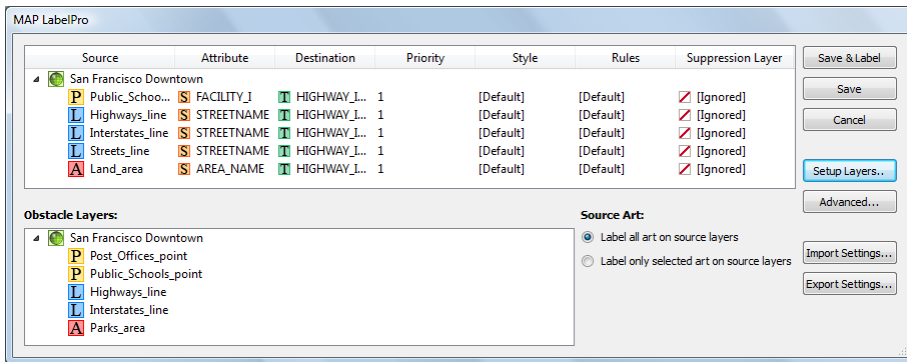 MAP LabelPro
Source Attribute Destination Priority Style Rules Suppression Layer
San Francisco Downtown
P Public_Schoo... S FACILITY_I T HIGHWAY_I... 1 [Default] [Default] [Ignored]
L Highways_line S STREETNAME T HIGHWAY_I... 1 [Default] [Default] [Ignored]
L Interstates_line S STREETNAME T HIGHWAY_I... 1 [Default] [Default] [Ignored]
L Streets_line S STREETNAME T HIGHWAY_I... 1 [Default] [Default] [Ignored]
A Land_area S AREA_NAME T HIGHWAY_I... 1 [Default] [Default] [Ignored]
Save & Label
Save
Cancel
Setup Layers..
Advanced...
Import Settings...
Export Settings...
Obstacle Layers:
San Francisco Downtown
P Post_Offices_point
P Public_Schools_point
L Highways_line
L Interstates_line
A Parks_area
Source Art:
Label all art on source layers
Label only selected art on source layers